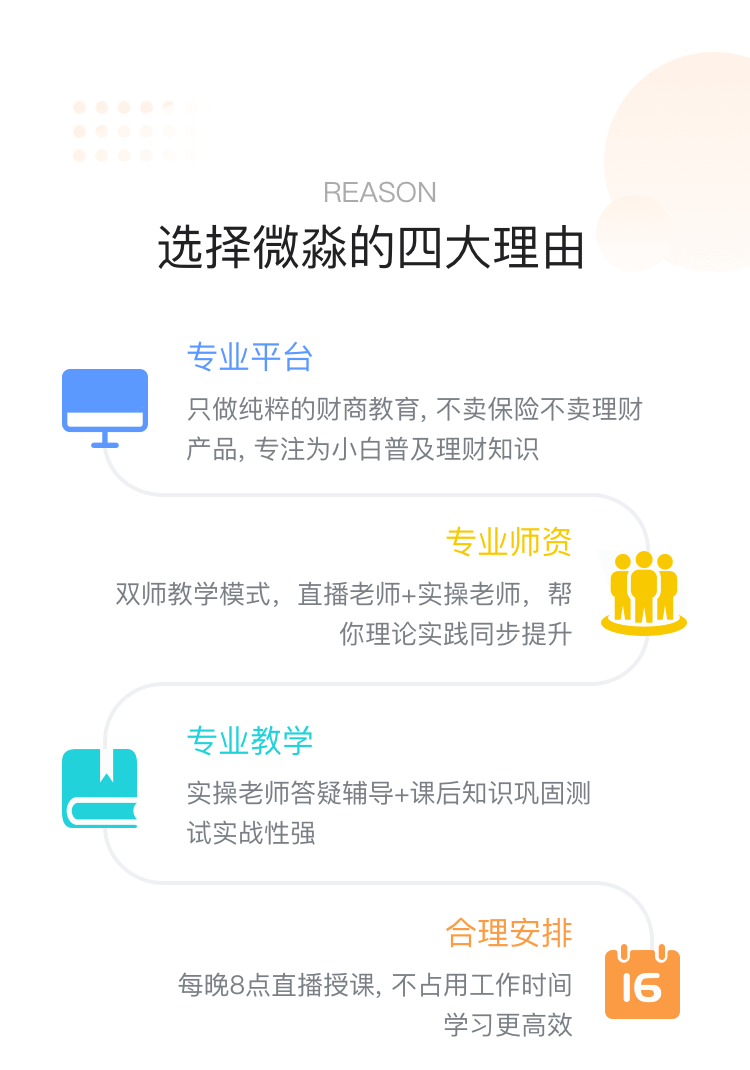 REASON
选择微淼的四大理由
专业平台
只做纯粹的财商教育, 不卖保险不卖理财
产品, 专注为小白普及理财知识
专业师资
双师教学模式，直播老师+实操老师，帮
你理论实践同步提升
专业教学
实操老师答疑辅导+课后知识巩固测
试实战性强
合理安排
每晚8点直播授课, 不占用工作时间
学习更高效
16